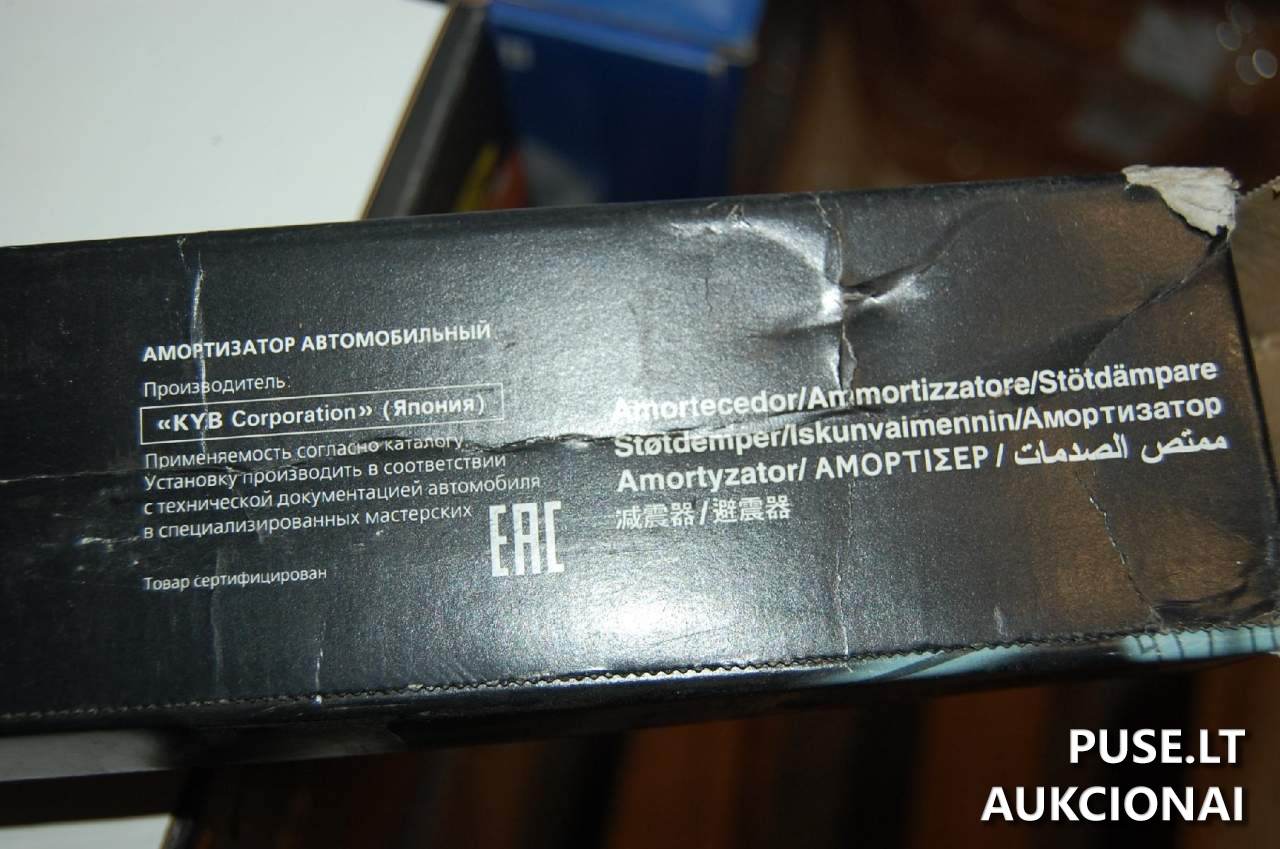 АМОРТИЗАТОР АВТОМОБИЛЬНЫЙ
Производитель:
«KYB Corporation» (Япония)
Применяемость согласно каталогу.
Установку производить в соответствии
с технической документацией автомобиля
в специализированных мастерских
EAC
Товар сертифицирован
Amortecedor/Ammortizzatore/Stötdämpare
Støtdemper/Iskunvaimennin/Амортизатор
Amortyzator/ ΑΜΟΡΤΙΣΕΡ / ممتص الصدمات
减震器/避震器
PUSE.LT
AUKCIONAI